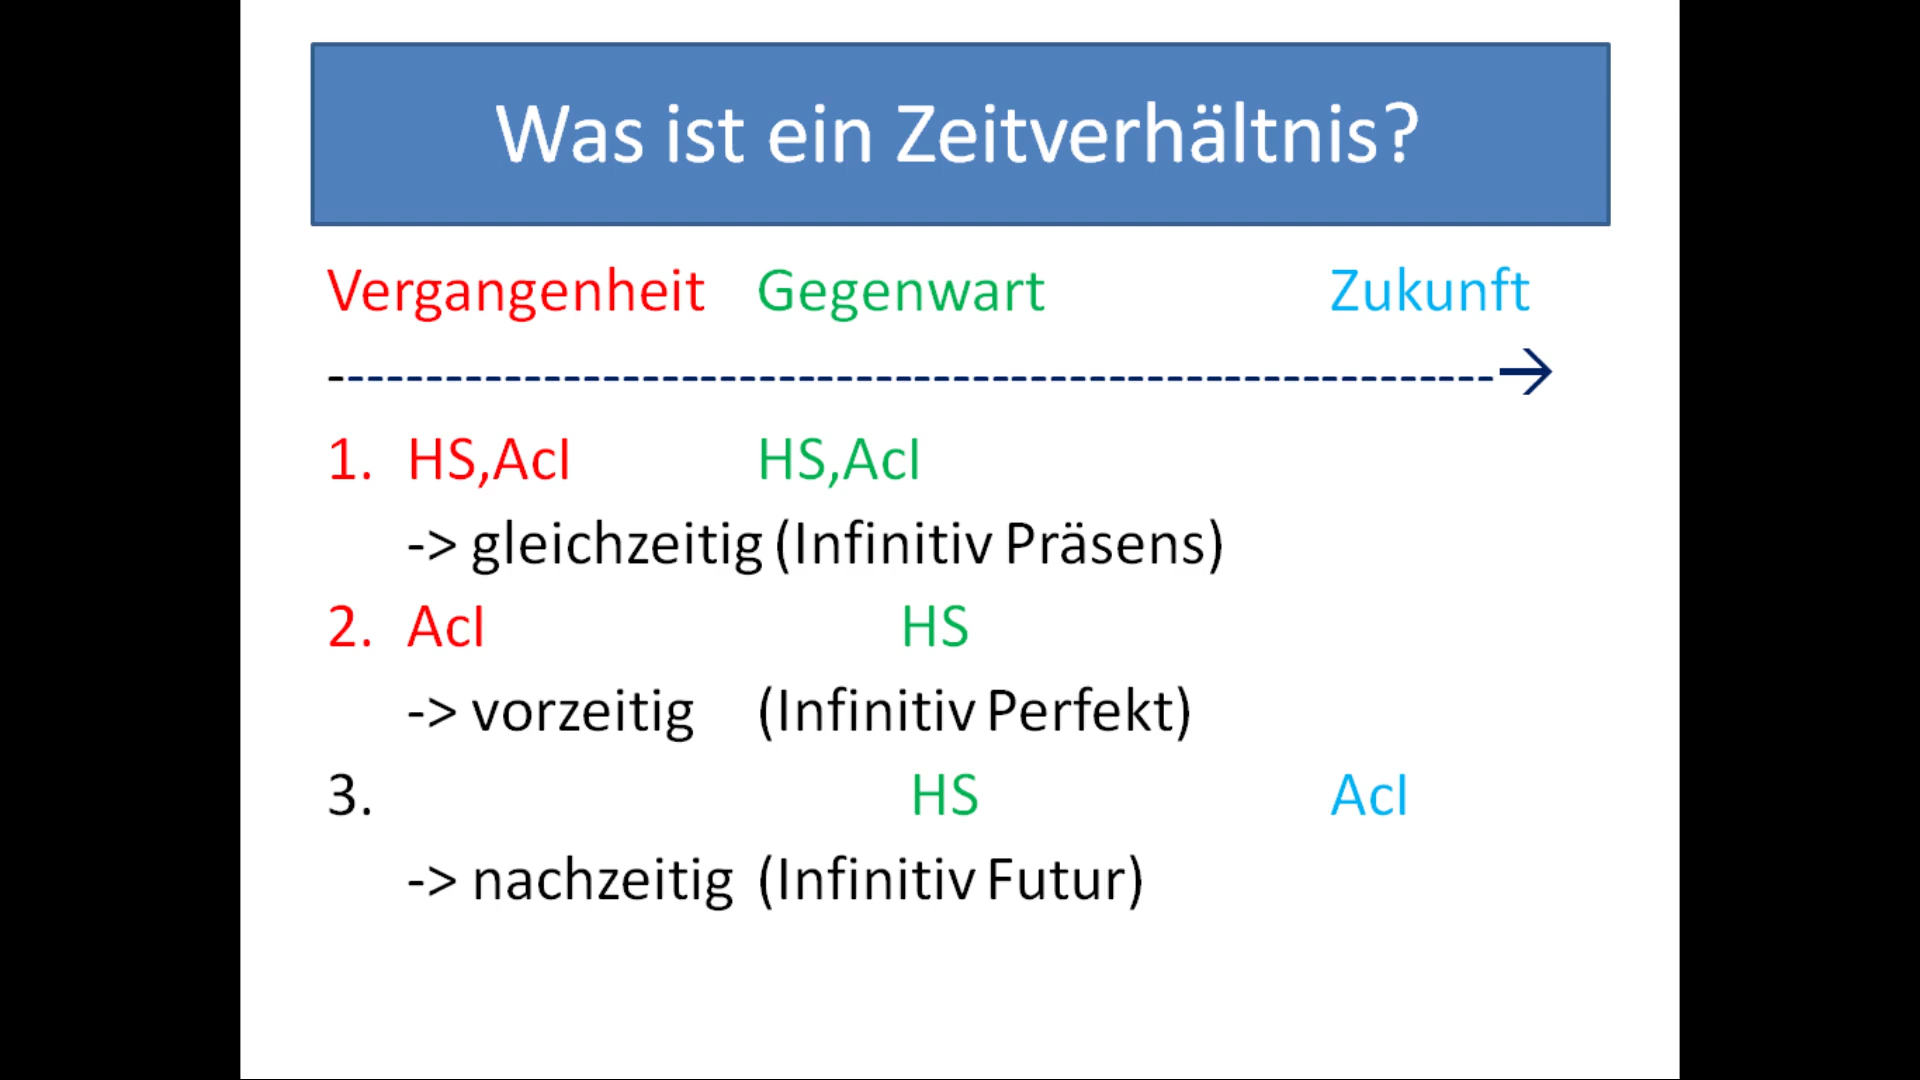 Was ist ein Zeitverhältnis?
Vergangenheit Gegenwart Zukunft
----------------------------------------------------------->
1. HS,AcI HS,AcI
-> gleichzeitig (Infinitiv Präsens)
2. AcI HS
-> vorzeitig (Infinitiv Perfekt)
3. HS AcI
-> nachzeitig (Infinitiv Futur)